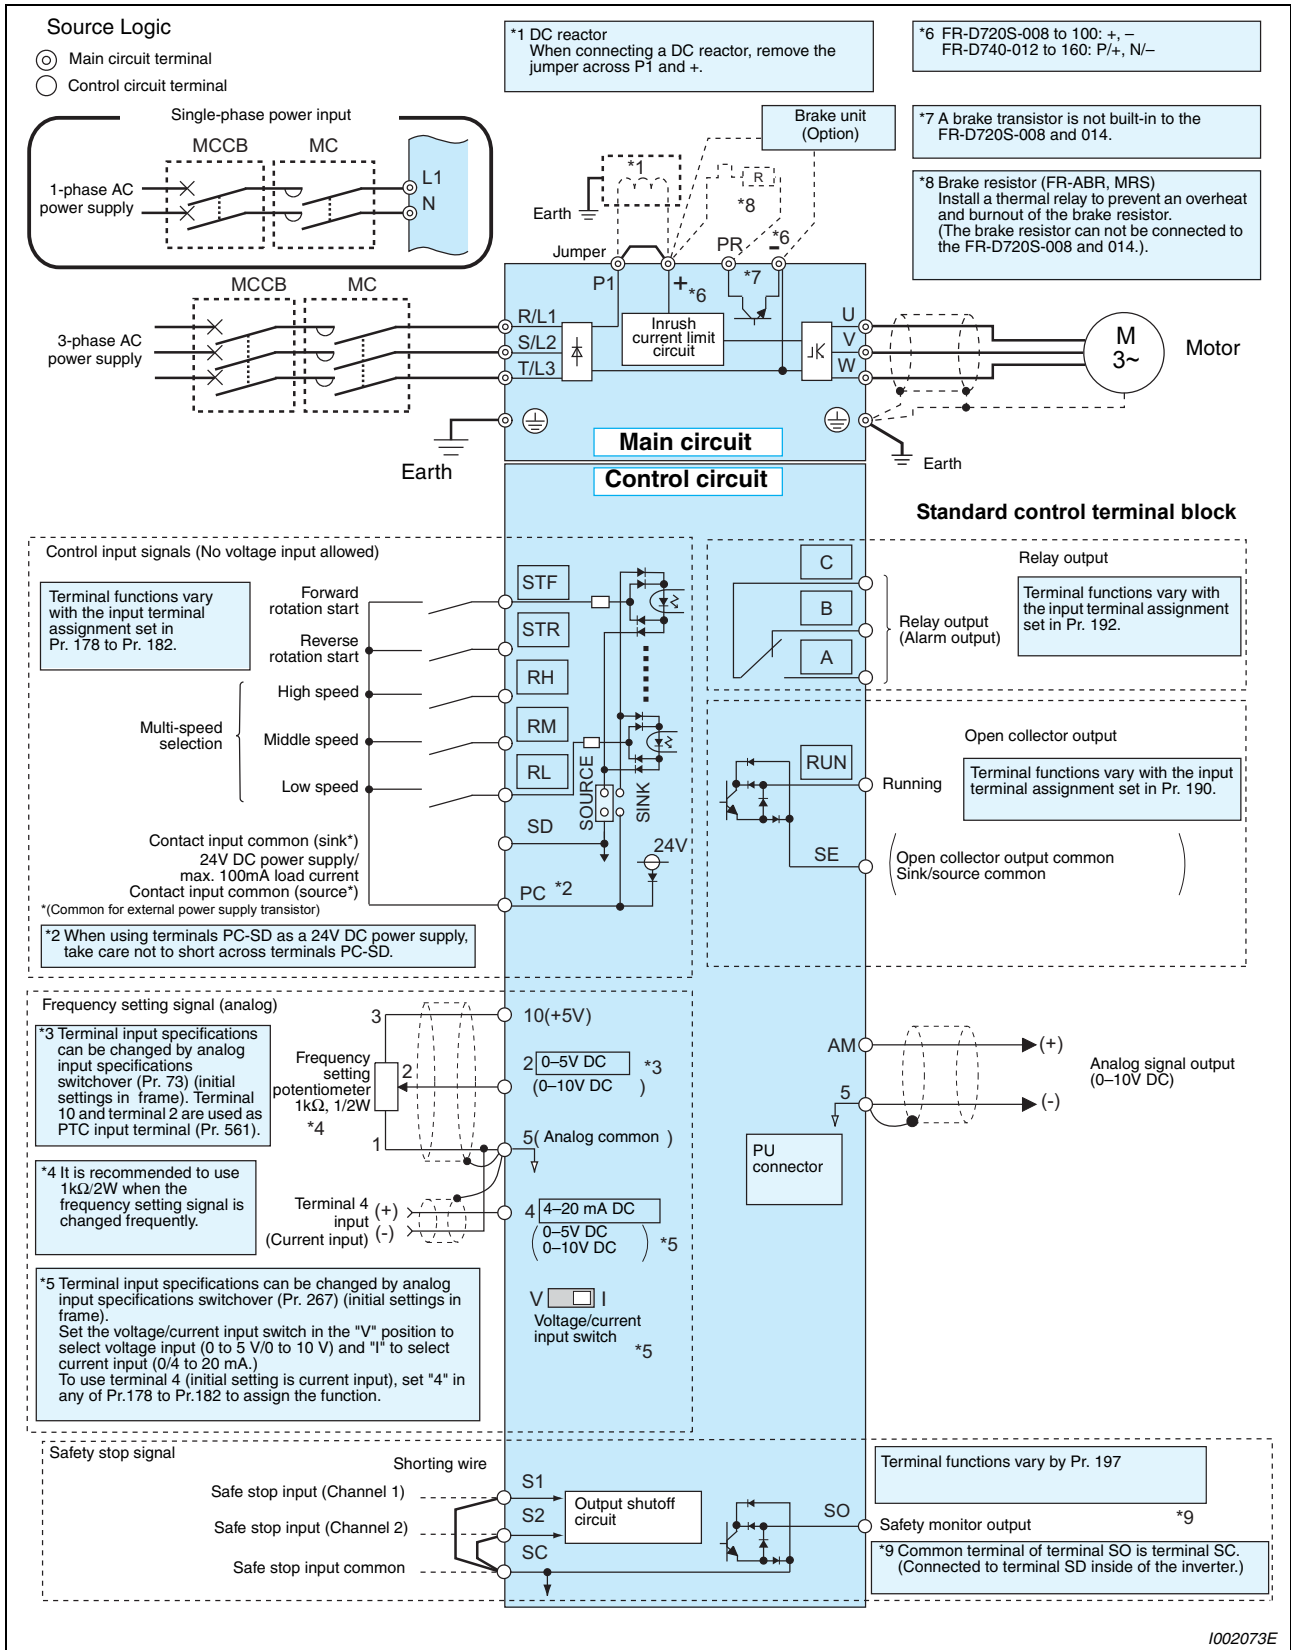 Source Logic
Main circuit terminal
Control circuit terminal
Single-phase power input
MCCB
MC
1-phase AC
power supply
L1
N
*1 DC reactor
When connecting a DC reactor, remove the
jumper across P1 and +.
*6 FR-D720S-008 to 100: +, –
FR-D740-012 to 160: P/+, N/–
Brake unit
(Option)
*7 A brake transistor is not built-in to the
FR-D720S-008 and 014.
*8 Brake resistor (FR-ABR, MRS)
Install a thermal relay to prevent an overheat
and burnout of the brake resistor.
(The brake resistor can not be connected to
the FR-D720S-008 and 014.).
*1
R
*8
Earth
Jumper
P1
+
*6
PR
*7
–
*6
MCCB
MC
3-phase AC
power supply
R/L1
S/L2
T/L3
Inrush
current limit
circuit
U
V
W
M
3~
Motor
Earth
Main circuit
Earth
Control circuit
Standard control terminal block
Control input signals (No voltage input allowed)
Terminal functions vary
with the input terminal
assignment set in
Pr. 178 to Pr. 182.
Forward
rotation start
Reverse
rotation start
High speed
Multi-speed
selection
Middle speed
Low speed
STF
STR
RH
RM
RL
SD
SOURCE
SINK
24V
PC
*2
Contact input common (sink*)
24V DC power supply/
max. 100mA load current
Contact input common (source*)
*(Common for external power supply transistor)
*2 When using terminals PC-SD as a 24V DC power supply,
take care not to short across terminals PC-SD.
C
B
A
Relay output
Relay output
(Alarm output)
Terminal functions vary with
the input terminal assignment
set in Pr. 192.
Open collector output
RUN
Running
Terminal functions vary with the input
terminal assignment set in Pr. 190.
SE
Open collector output common
Sink/source common
Frequency setting signal (analog)
*3 Terminal input specifications
can be changed by analog
input specifications
switchover (Pr. 73) (initial
settings in frame). Terminal
10 and terminal 2 are used as
PTC input terminal (Pr. 561).
Frequency
setting
potentiometer
1kΩ, 1/2W
*4
3
2
1
10(+5V)
2 0–5V DC
(0–10V DC )
*3
5( Analog common )
*4 It is recommended to use
1kΩ/2W when the
frequency setting signal is
changed frequently.
Terminal 4
input
(Current input)
(+)
(-)
4 4–20 mA DC
(0–5V DC
0–10V DC)
*5
*5 Terminal input specifications can be changed by analog
input specifications switchover (Pr. 267) (initial settings in
frame).
Set the voltage/current input switch in the "V" position to
select voltage input (0 to 5 V/0 to 10 V) and "I" to select
current input (0/4 to 20 mA.)
To use terminal 4 (initial setting is current input), set "4" in
any of Pr.178 to Pr.182 to assign the function.
V
I
Voltage/current
input switch
*5
AM
(+)
5
(-)
Analog signal output
(0–10V DC)
PU
connector
Safety stop signal
Shorting wire
Safe stop input (Channel 1)
Safe stop input (Channel 2)
Safe stop input common
S1
S2
SC
Output shutoff
circuit
SO
Safety monitor output
Terminal functions vary by Pr. 197
*9
*9 Common terminal of terminal SO is terminal SC.
(Connected to terminal SD inside of the inverter.)
I002073E